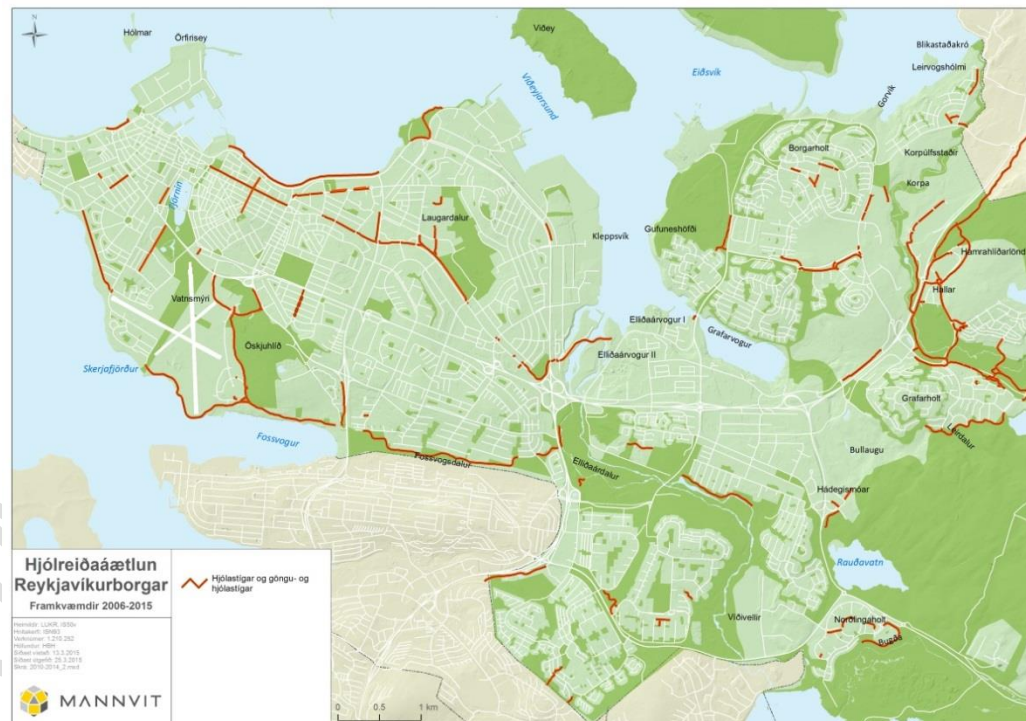 N
Hólmar
Örfirisey
Viðey
Viðeyjarsund
Eiðsvík
Blikastaðakró
Leirvogshólmi
Gorvík
Borgarholt
Korpúlfsstaðir
Korpa
Tjörnin
Laugardalur
Kleppsvík
Gufuneshöfði
Hamrahlíðarlönd
Hallar
Vatnsmýri
Öskjuhlíð
Elliðaárvogur I
Grafarvogur
Elliðaárvogur II
Skerjafjörður
Grafarholt
Leirdalur
Fossvogur
Fossvogsdalur
Elliðaárdalur
Bullaugu
Hádegismóar
Rauðavatn
Víðivellir
Norðlingaholt
Bugða
Hjólreiðaáætlun
Reykjavíkurborgar
Framkvæmdir 2006-2015
Hjólastígar og göngu- og
hjólastígar
MANNVIT
0 0.5 1 km